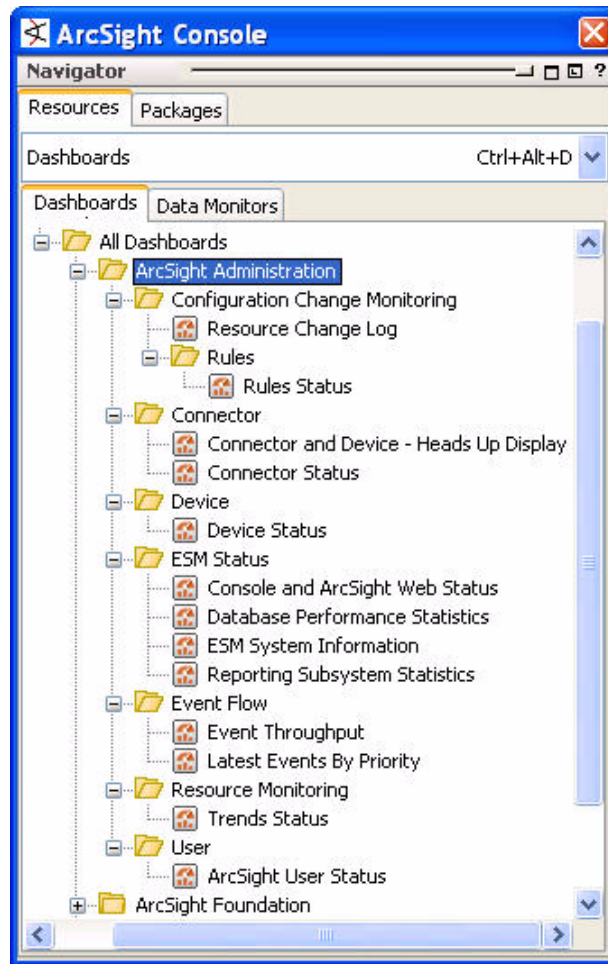 ArcSight Console
Navigator ?
Resources Packages
Dashboards Ctrl+Alt+D
Dashboards Data Monitors
All Dashboards
ArcSight Administration
Configuration Change Monitoring
Resource Change Log
Rules
Rules Status
Connector
Connector and Device - Heads Up Display
Connector Status
Device
Device Status
ESM Status
Console and ArcSight Web Status
Database Performance Statistics
ESM System Information
Reporting Subsystem Statistics
Event Flow
Event Throughput
Latest Events By Priority
Resource Monitoring
Trends Status
User
ArcSight User Status
ArcSight Foundation